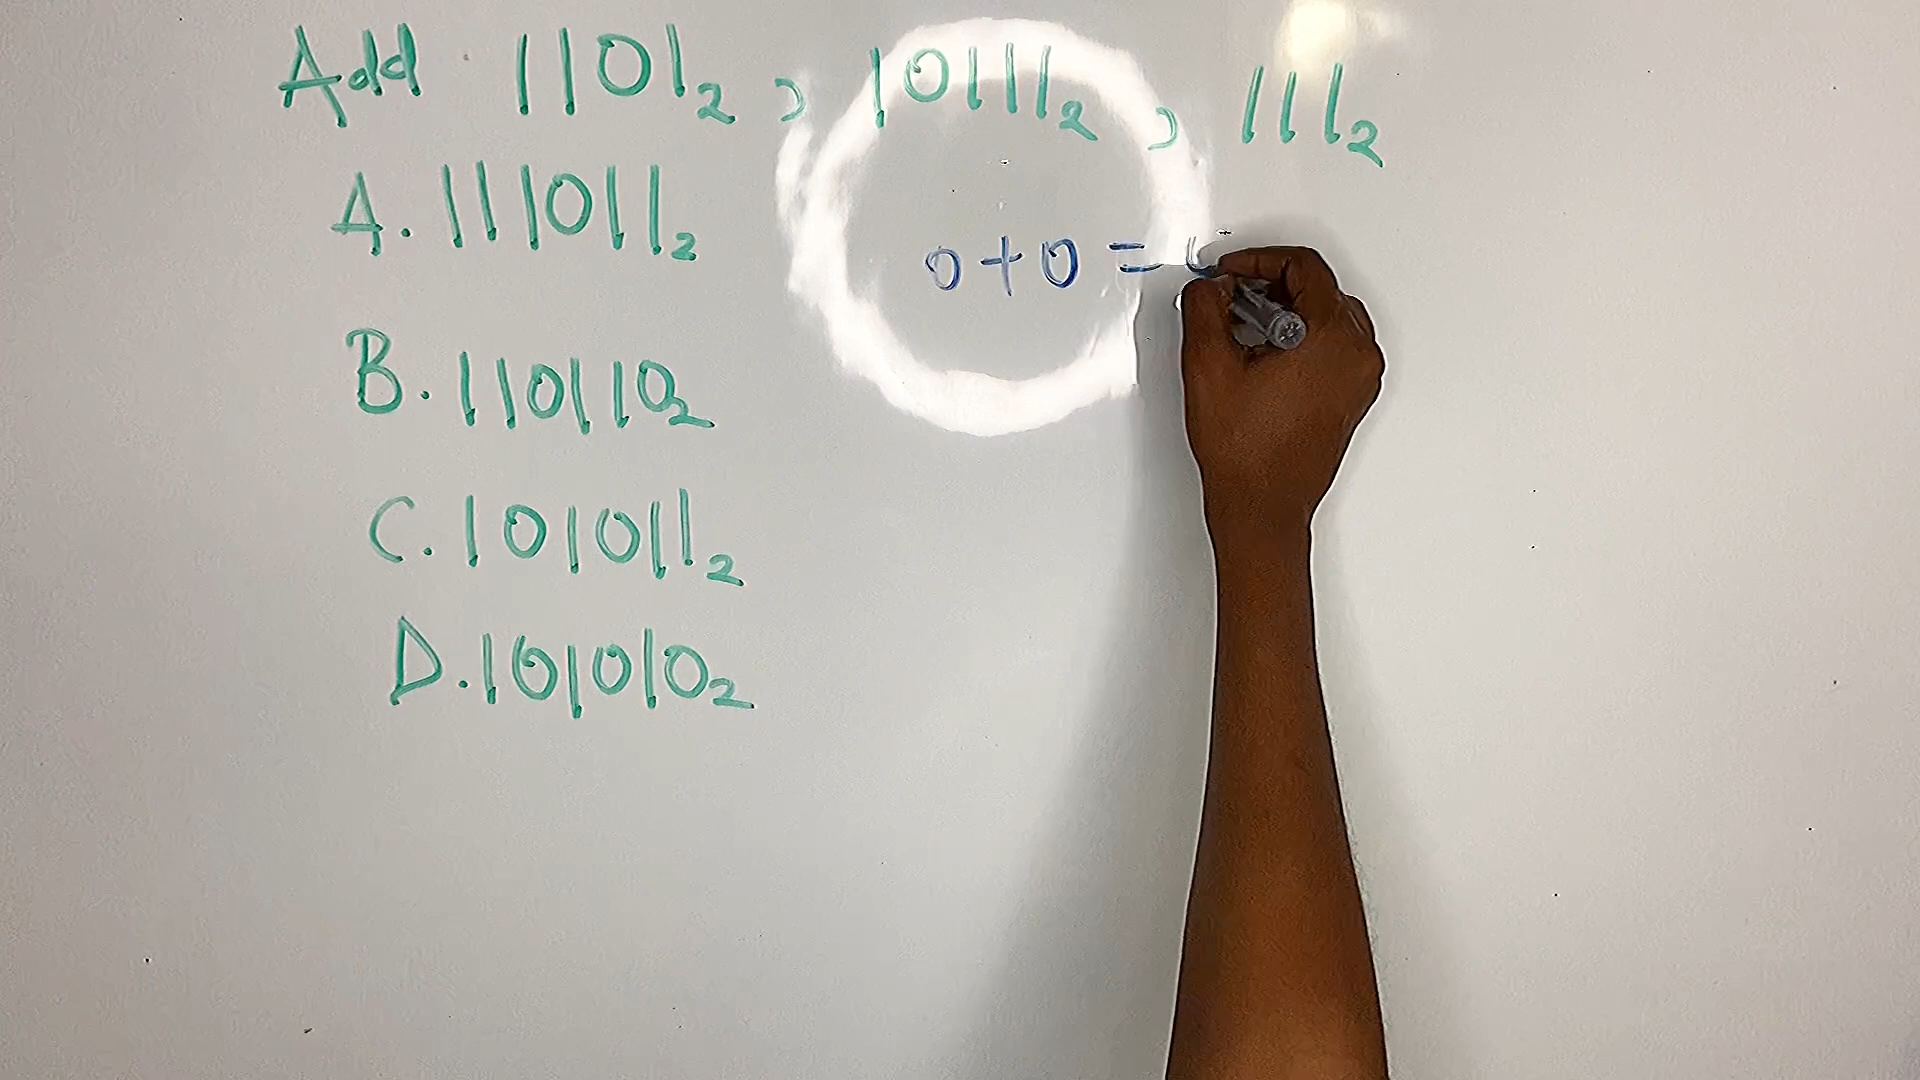 Add 1101₂, 10111₂, 111₂
A. 111011₂
0+0=
B. 110110₂
C. 101011₂
D. 101010₂